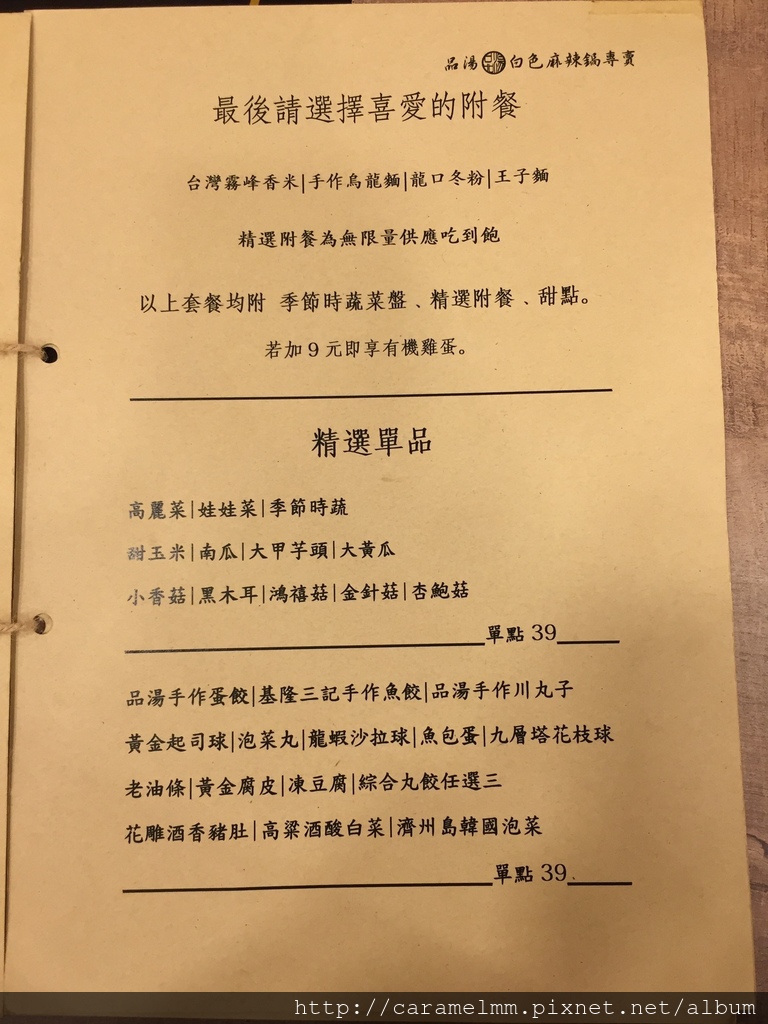 品湯 品湯 白色麻辣鍋專賣
最後請選擇喜愛的附餐
台灣霧峰香米|手作烏龍麵|龍口冬粉|王子麵
精選附餐為無限量供應吃到飽
以上套餐均附 季節時蔬菜盤、精選附餐、甜點。
若加9元即享有機雞蛋。
精選單品
高麗菜|娃娃菜|季節時蔬
甜玉米|南瓜|大甲芋頭|大黃瓜
小香菇|黑木耳|鴻禧菇|金針菇|杏鮑菇
單點 39
品湯手作蛋餃|基隆三記手作魚餃|品湯手作川丸子
黃金起司球|泡菜丸|龍蝦沙拉球|魚包蛋|九層塔花枝球
老油條|黃金腐皮|凍豆腐|綜合丸餃任選三
花雕酒香豬肚|高粱酒酸白菜|濟州島韓國泡菜
單點 39
http://caramelmm.pixnet.net/album